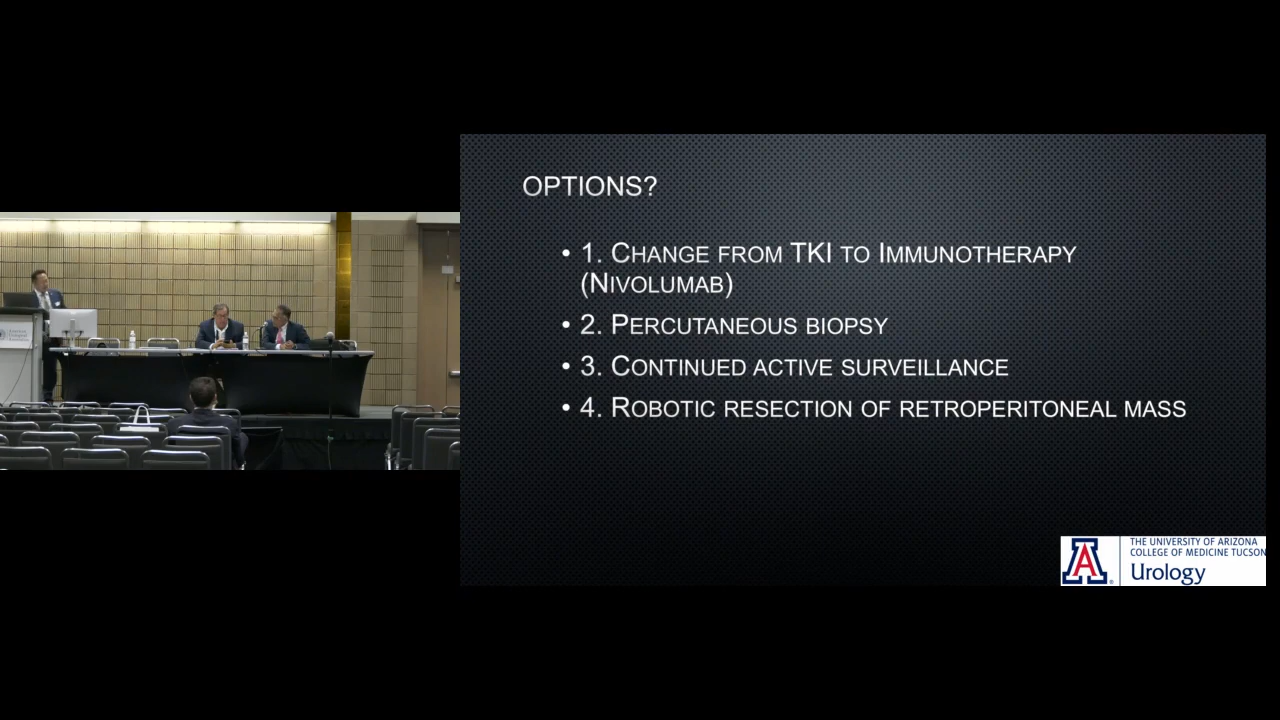 OPTIONS?
• 1. CHANGE FROM TKI TO IMMUNOTHERAPY
(NIVOLUMAB)
• 2. PERCUTANEOUS BIOPSY
• 3. CONTINUED ACTIVE SURVEILLANCE
• 4. ROBOTIC RESECTION OF RETROPERITONEAL MASS
A
THE UNIVERSITY OF ARIZONA
COLLEGE OF MEDICINE TUCSON
Urology